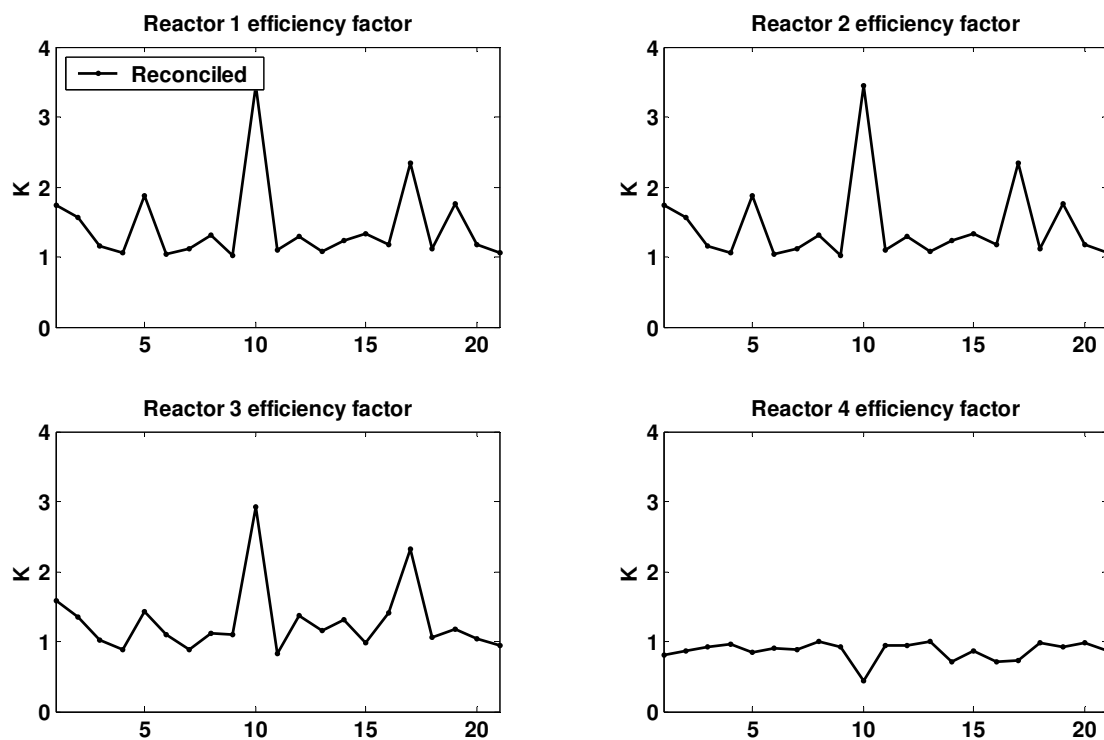 Reactor 1 efficiency factor
4
3
2
1
0
K
Reconciled
5 10 15 20
Reactor 2 efficiency factor
4
3
2
1
0
K
5 10 15 20
Reactor 3 efficiency factor
4
3
2
1
0
K
5 10 15 20
Reactor 4 efficiency factor
4
3
2
1
0
K
5 10 15 20